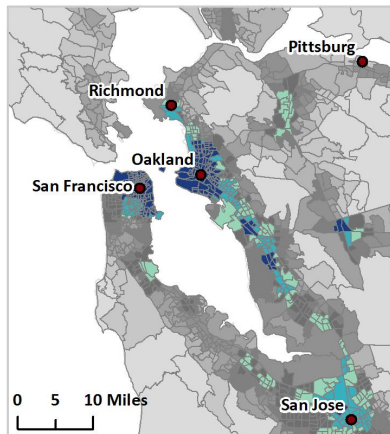 Pittsburg
Richmond
Oakland
San Francisco
San Jose
0 5 10 Miles